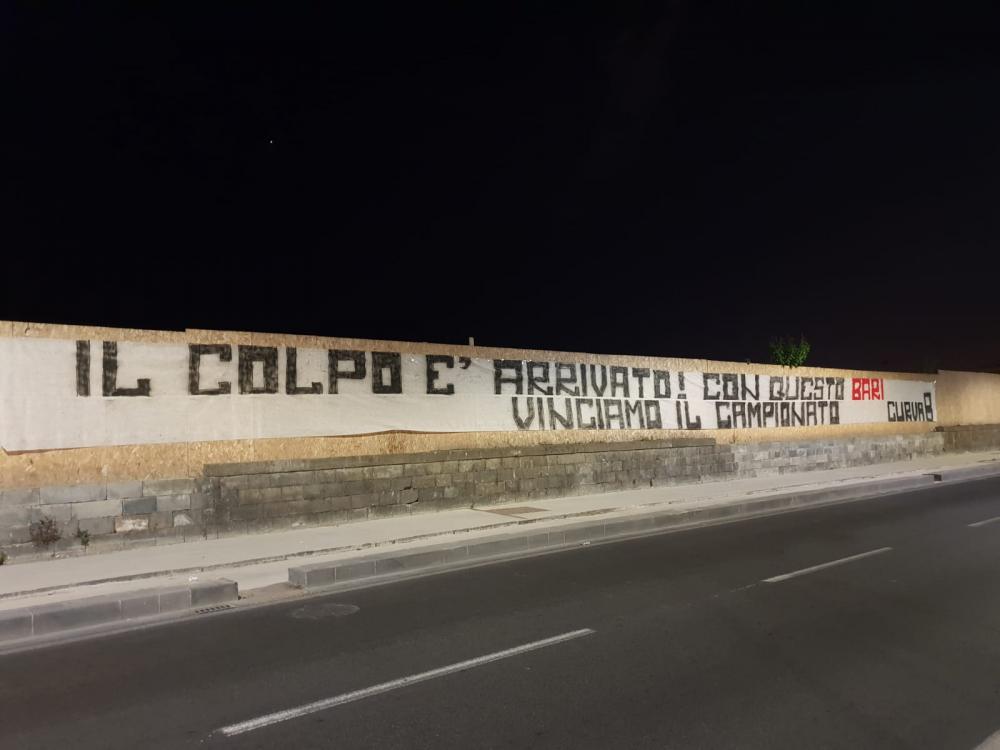 IL COLPO E' ARRIVATO! CON QUESTO BARI
VINCIAMO IL CAMPIONATO
CURVA B